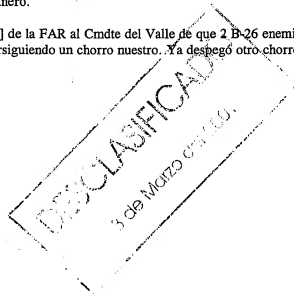 anero.
] de la FAR al Cmdte del Valle de que 2 B-26 enemi
rsiguiendo un chorro nuestro. Ya despegó otro chorro
DESCLASIFICADO
3 de Marzo